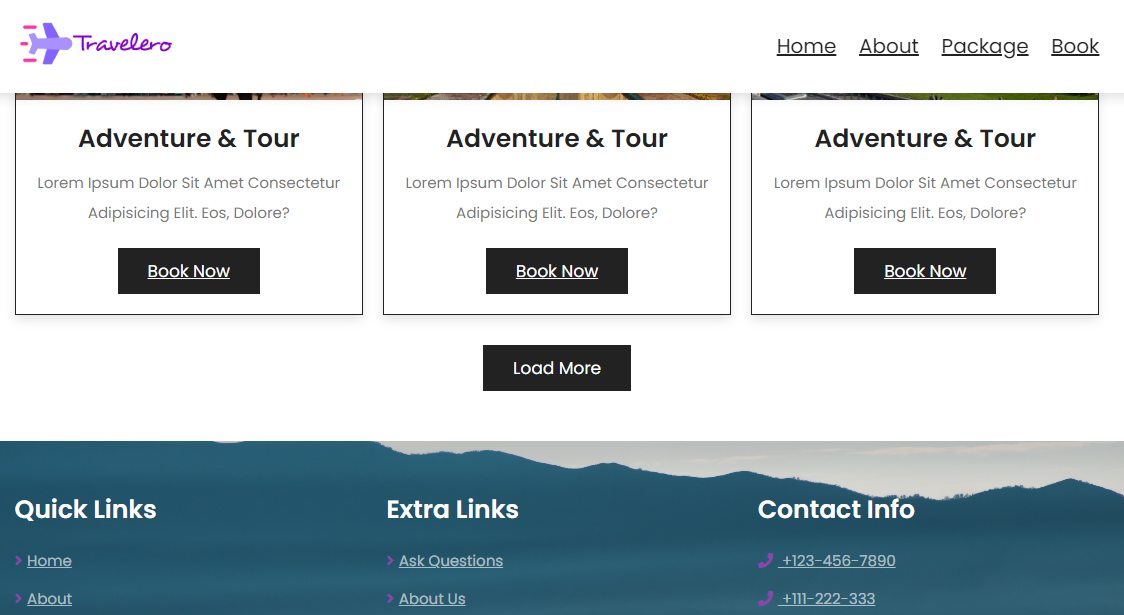 Travelero
Home About Package Book
Adventure & Tour
Lorem Ipsum Dolor Sit Amet Consectetur
Adipisicing Elit. Eos, Dolore?
Book Now
Adventure & Tour
Lorem Ipsum Dolor Sit Amet Consectetur
Adipisicing Elit. Eos, Dolore?
Book Now
Adventure & Tour
Lorem Ipsum Dolor Sit Amet Consectetur
Adipisicing Elit. Eos, Dolore?
Book Now
Load More
Quick Links
Home
About
Extra Links
Ask Questions
About Us
Contact Info
+123-456-7890
+111-222-333